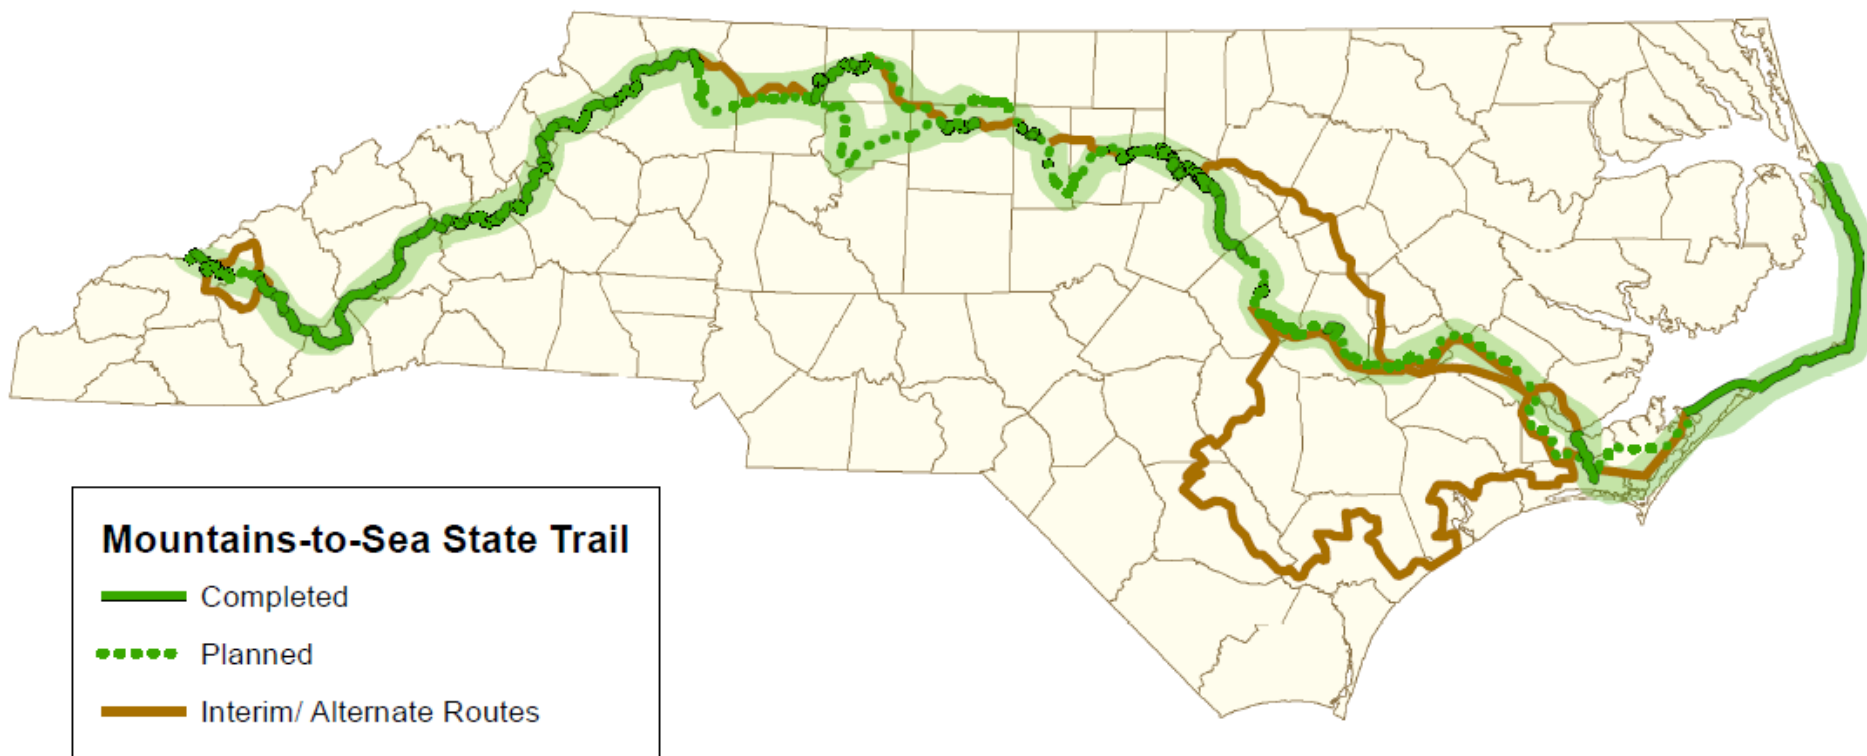 Mountains-to-Sea State Trail
Completed
Planned
Interim/ Alternate Routes